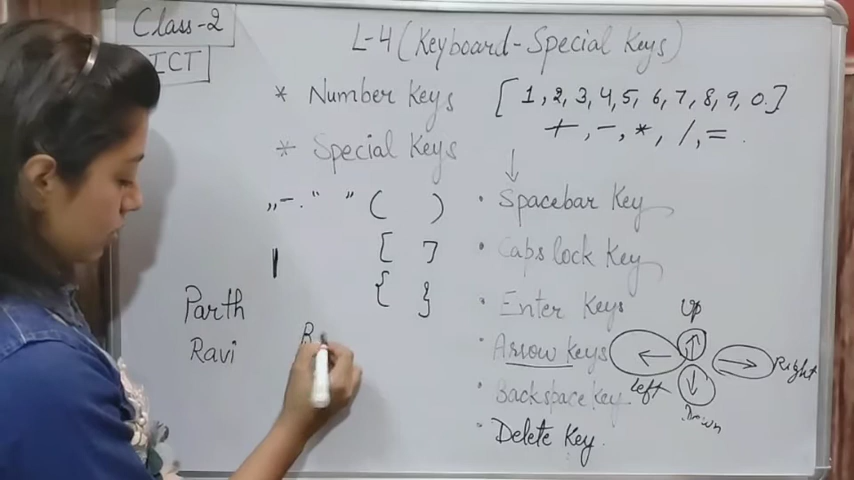 Class-2
ICT
L-4 (Keyboard-Special Keys)
* Number Keys [1,2,3,4,5,6,7,8,9,0.]
+,-,*,/,=.
* Special Keys ↓
,,-." " ( ) • Spacebar Key
| [ ] • Caps lock Key
{ } • Enter Keys
Parth Up
Ravi B • Arrow Keys ← ↑ → Right
Left ↓
• Backspace Key Down
• Delete Key.